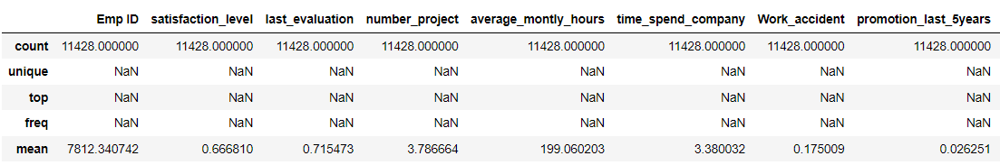 Emp ID satisfaction_level last_evaluation number_project average_montly_hours time_spend_company Work_accident promotion_last_5years
count 11428.000000 11428.000000 11428.000000 11428.000000 11428.000000 11428.000000 11428.000000 11428.000000
unique NaN NaN NaN NaN NaN NaN NaN NaN
top NaN NaN NaN NaN NaN NaN NaN NaN
freq NaN NaN NaN NaN NaN NaN NaN NaN
mean 7812.340742 0.666810 0.715473 3.786664 199.060203 3.380032 0.175009 0.026251